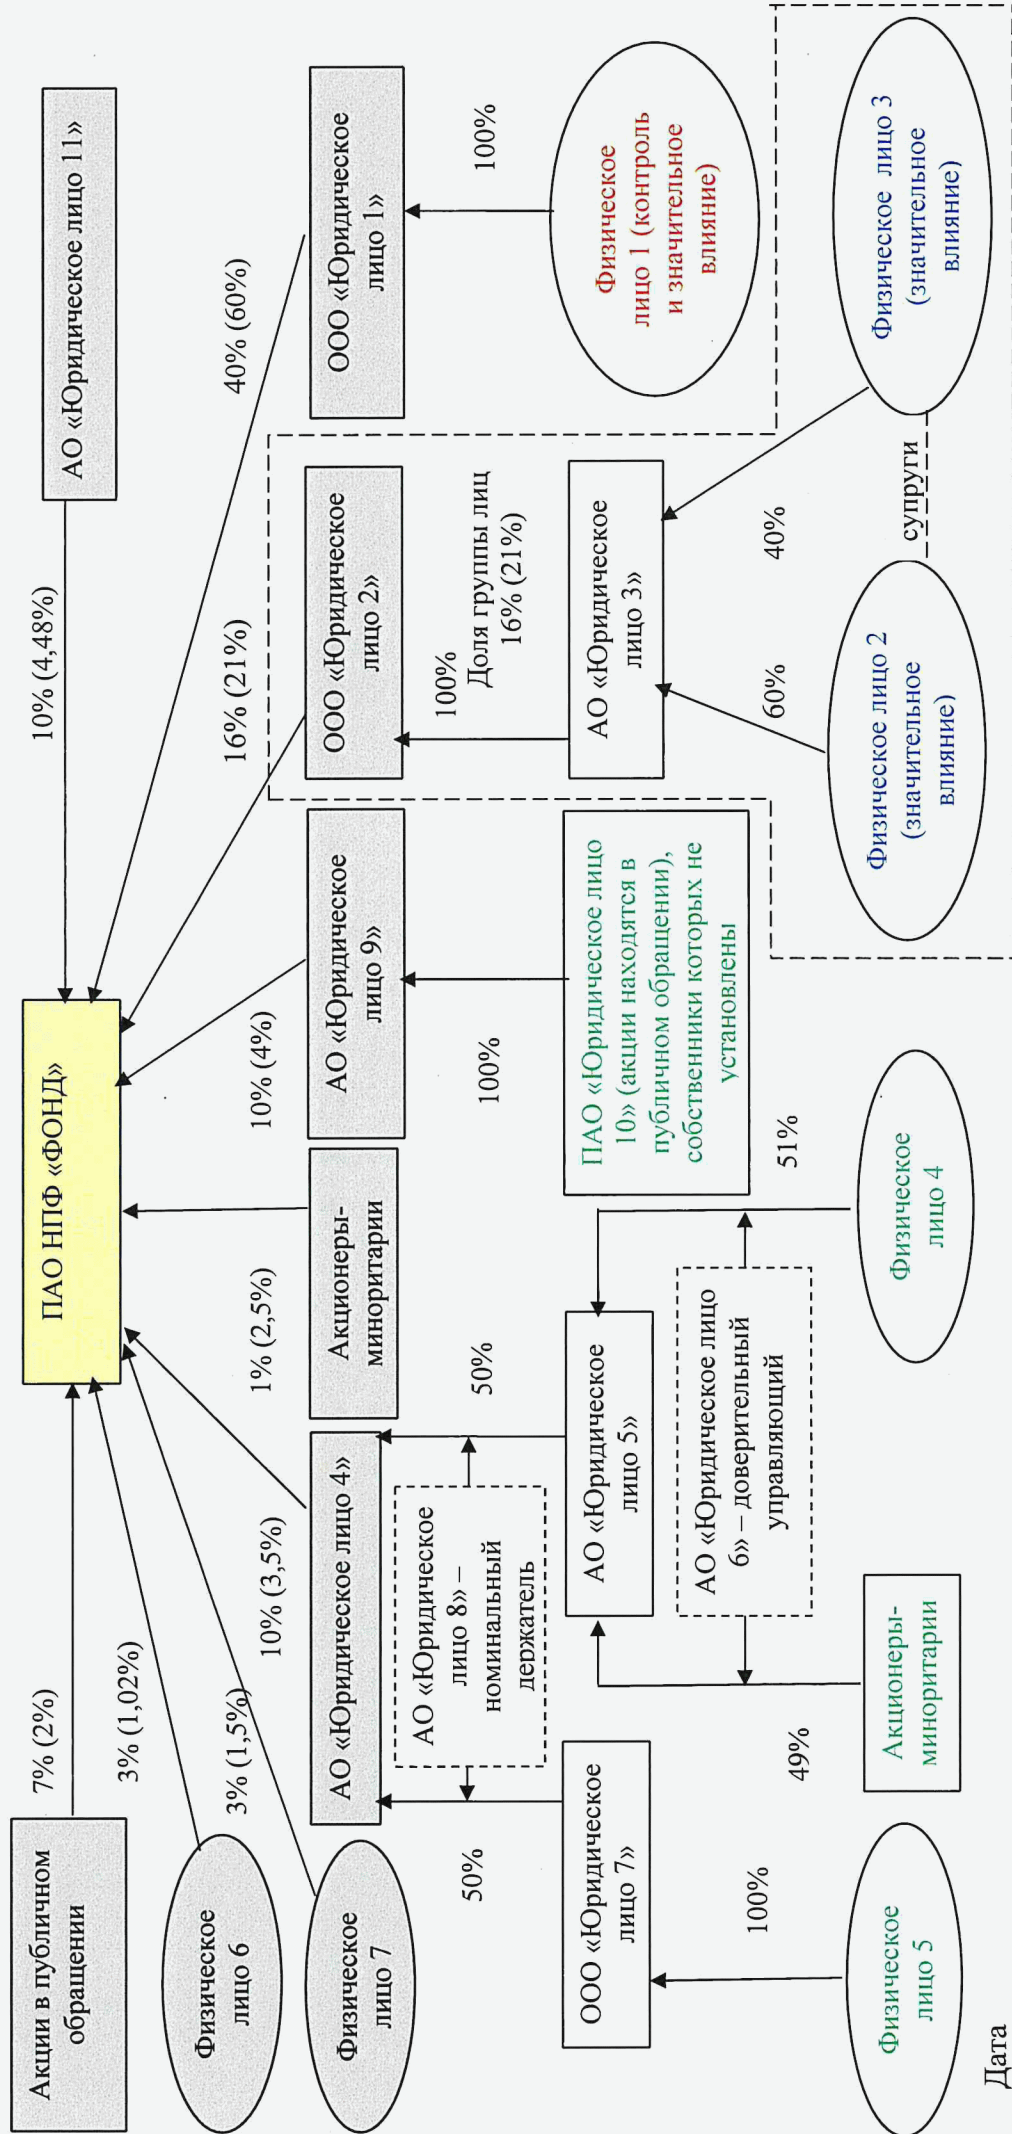 Акции в публичном
обращении
7% (2%)
ПАО НПФ «ФОНД»
10% (4,48%)
АО «Юридическое лицо 11»
Физическое
лицо 6
3% (1,02%)
Физическое
лицо 7
3% (1,5%)
10% (3,5%)
1% (2,5%)
10% (4%)
16% (21%)
40% (60%)
АО «Юридическое лицо 4»
Акционеры-
миноритарии
АО «Юридическое
лицо 9»
ООО «Юридическое
лицо 2»
ООО «Юридическое
лицо 1»
50%
АО «Юридическое
лицо 8» –
номинальный
держатель
50%
100%
100%
Доля группы лиц
16% (21%)
100%
ООО «Юридическое
лицо 7»
АО «Юридическое
лицо 5»
ПАО «Юридическое лицо
10» (акции находятся в
публичном обращении),
собственники которых не
установлены
АО «Юридическое
лицо 3»
Физическое
лицо 1 (контроль
и значительное
влияние)
100%
49%
АО «Юридическое лицо
6» – доверительный
управляющий
51%
60%
40%
Физическое
лицо 5
Акционеры-
миноритарии
Физическое
лицо 4
Физическое лицо 2
(значительное
влияние)
супруги
Физическое лицо 3
(значительное
влияние)
Дата